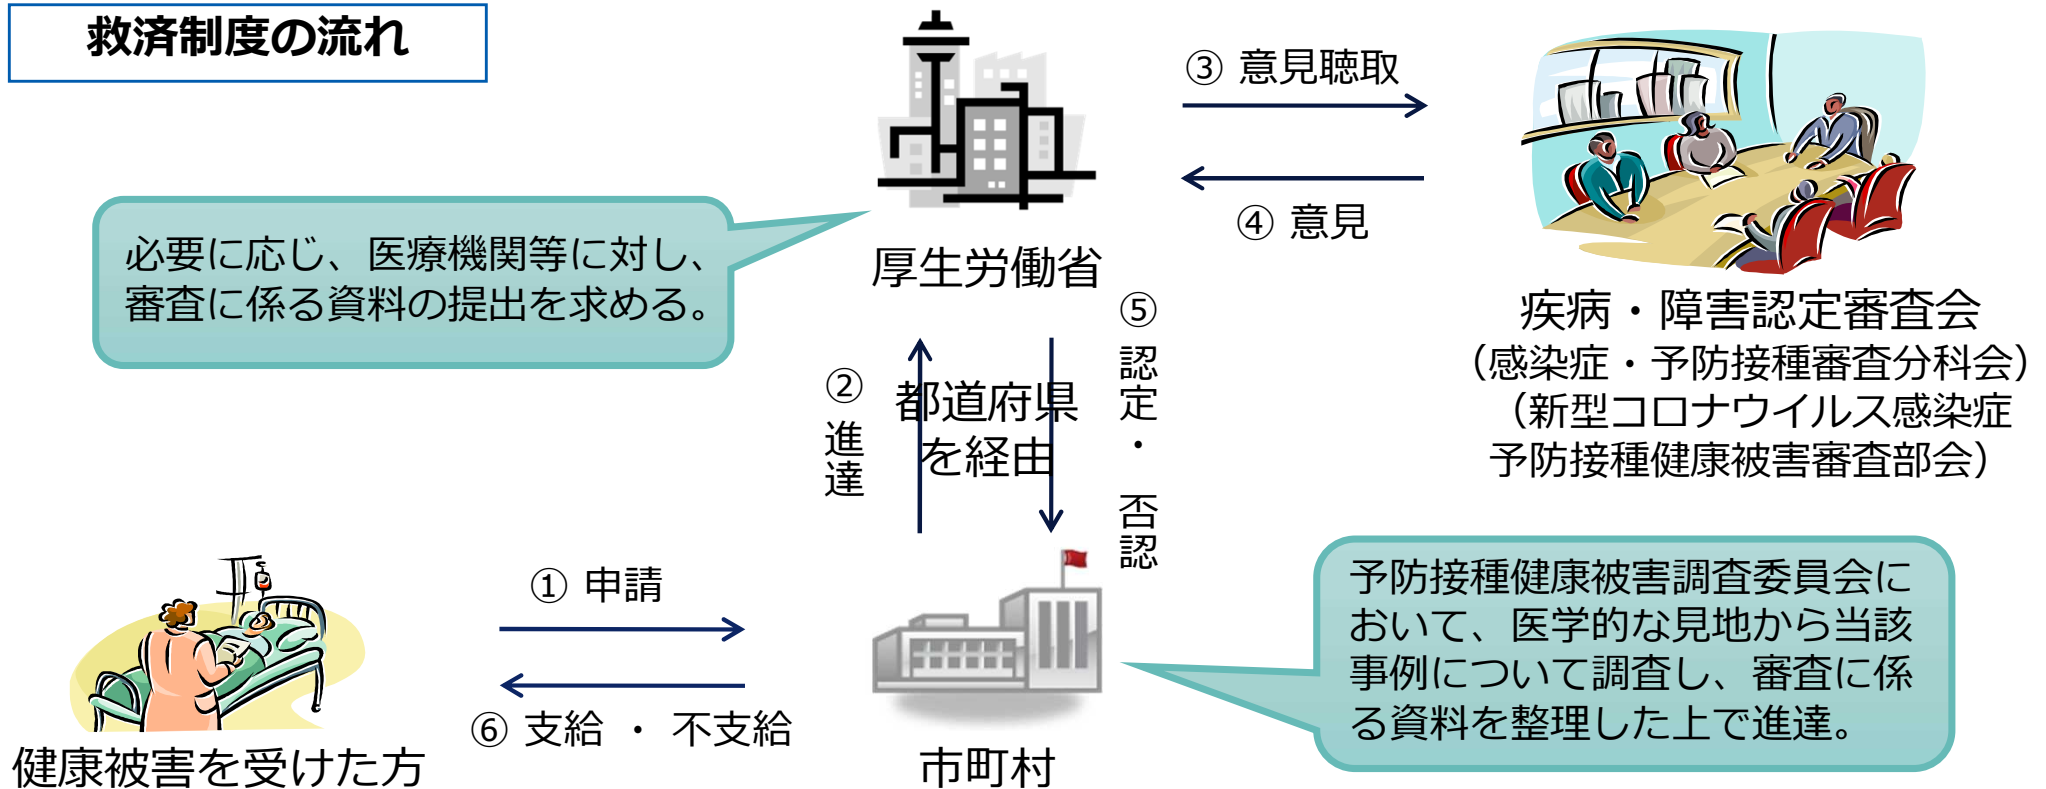 救済制度の流れ
③ 意見聴取
④ 意見
必要に応じ、医療機関等に対し、
審査に係る資料の提出を求める。
厚生労働省
疾病・障害認定審査会
（感染症・予防接種審査分科会）
（新型コロナウイルス感染症
予防接種健康被害審査部会）
② 進達
都道府県
を経由
⑤ 認定・ 否認
① 申請
⑥ 支給 ・ 不支給
健康被害を受けた方
市町村
予防接種健康被害調査委員会に
おいて、医学的な見地から当該
事例について調査し、審査に係
る資料を整理した上で進達。